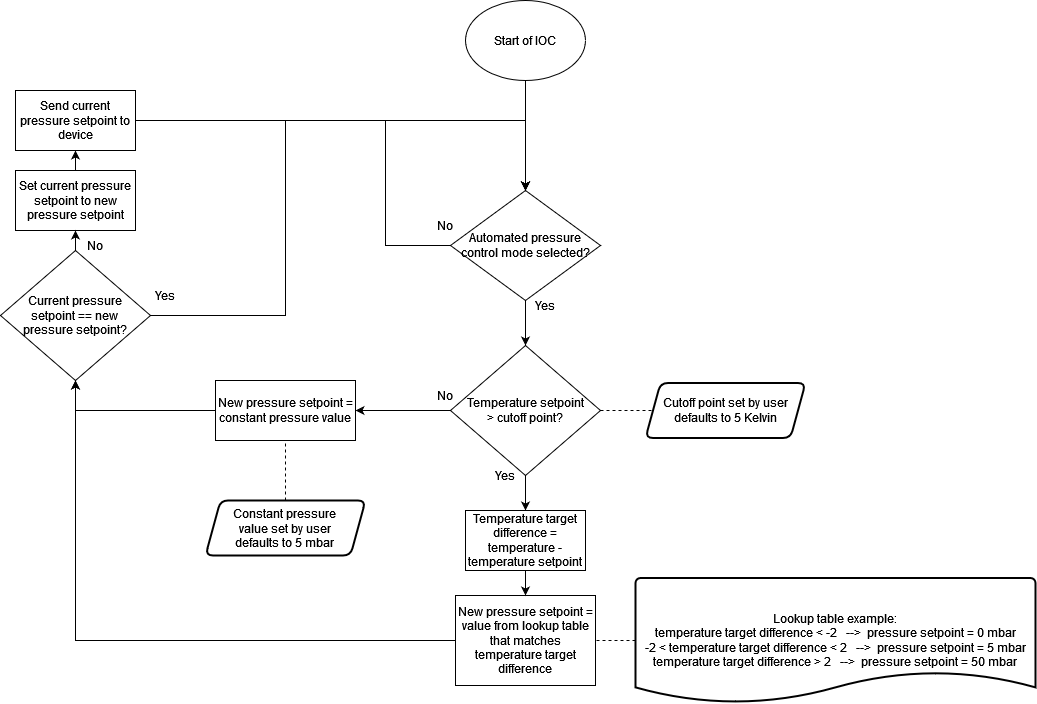 Start of IOC
Send current
pressure setpoint to
device
Set current pressure
setpoint to new
pressure setpoint
No
Automated pressure
control mode selected?
No
Yes
Current pressure
setpoint == new
pressure setpoint?
Yes
No
Temperature setpoint
> cutoff point?
Cutoff point set by user
defaults to 5 Kelvin
New pressure setpoint =
constant pressure value
Yes
Constant pressure
value set by user
defaults to 5 mbar
Temperature target
difference =
temperature -
temperature setpoint
New pressure setpoint =
value from lookup table
that matches
temperature target
difference
Lookup table example:
temperature target difference < -2 --> pressure setpoint = 0 mbar
-2 < temperature target difference < 2 --> pressure setpoint = 5 mbar
temperature target difference > 2 --> pressure setpoint = 50 mbar